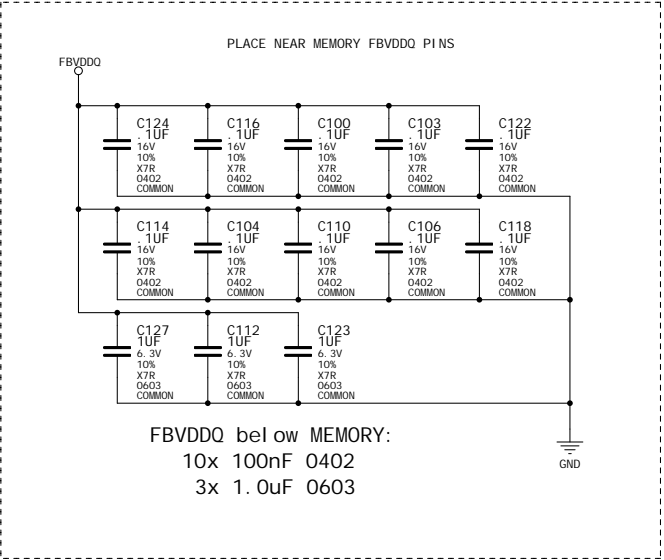 PLACE NEAR MEMORY FBVDDQ PINS
FBVDDQ
C124
.1UF
16V
10%
X7R
0402
COMMON
C116
.1UF
16V
10%
X7R
0402
COMMON
C100
.1UF
16V
10%
X7R
0402
COMMON
C103
.1UF
16V
10%
X7R
0402
COMMON
C122
.1UF
16V
10%
X7R
0402
COMMON
C114
.1UF
16V
10%
X7R
0402
COMMON
C104
.1UF
16V
10%
X7R
0402
COMMON
C110
.1UF
16V
10%
X7R
0402
COMMON
C106
.1UF
16V
10%
X7R
0402
COMMON
C118
.1UF
16V
10%
X7R
0402
COMMON
C127
1UF
6.3V
10%
X7R
0603
COMMON
C112
1UF
6.3V
10%
X7R
0603
COMMON
C123
1UF
6.3V
10%
X7R
0603
COMMON
FBVDDQ below MEMORY:
10x 100nF 0402
3x 1.0uF 0603
GND